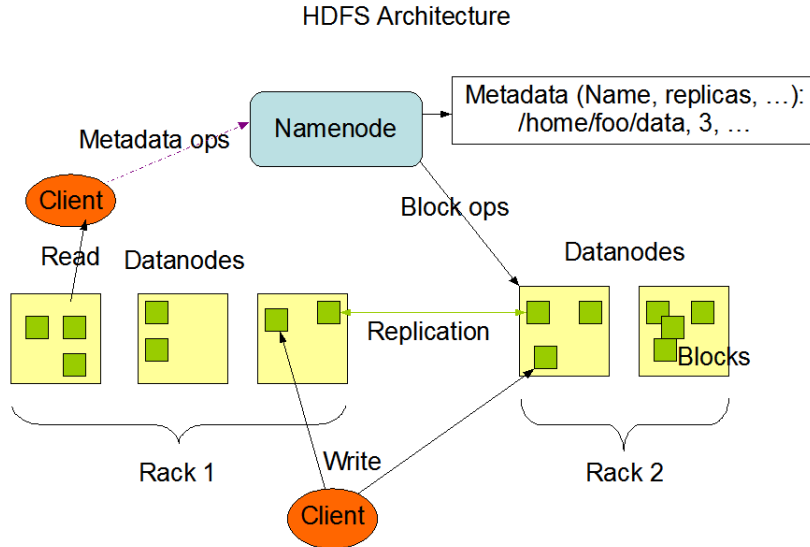 HDFS Architecture
Metadata (Name, replicas, …):
/home/foo/data, 3, …
Namenode
Metadata ops
Client
Block ops
Read
Datanodes
Datanodes
Replication
Blocks
Rack 1
Write
Rack 2
Client